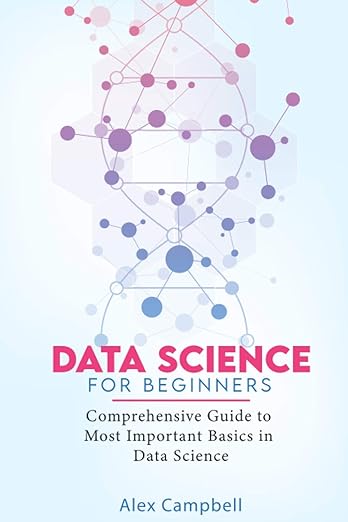 DATA SCIENCE
FOR BEGINNERS
Comprehensive Guide to
Most Important Basics in
Data Science
Alex Campbell